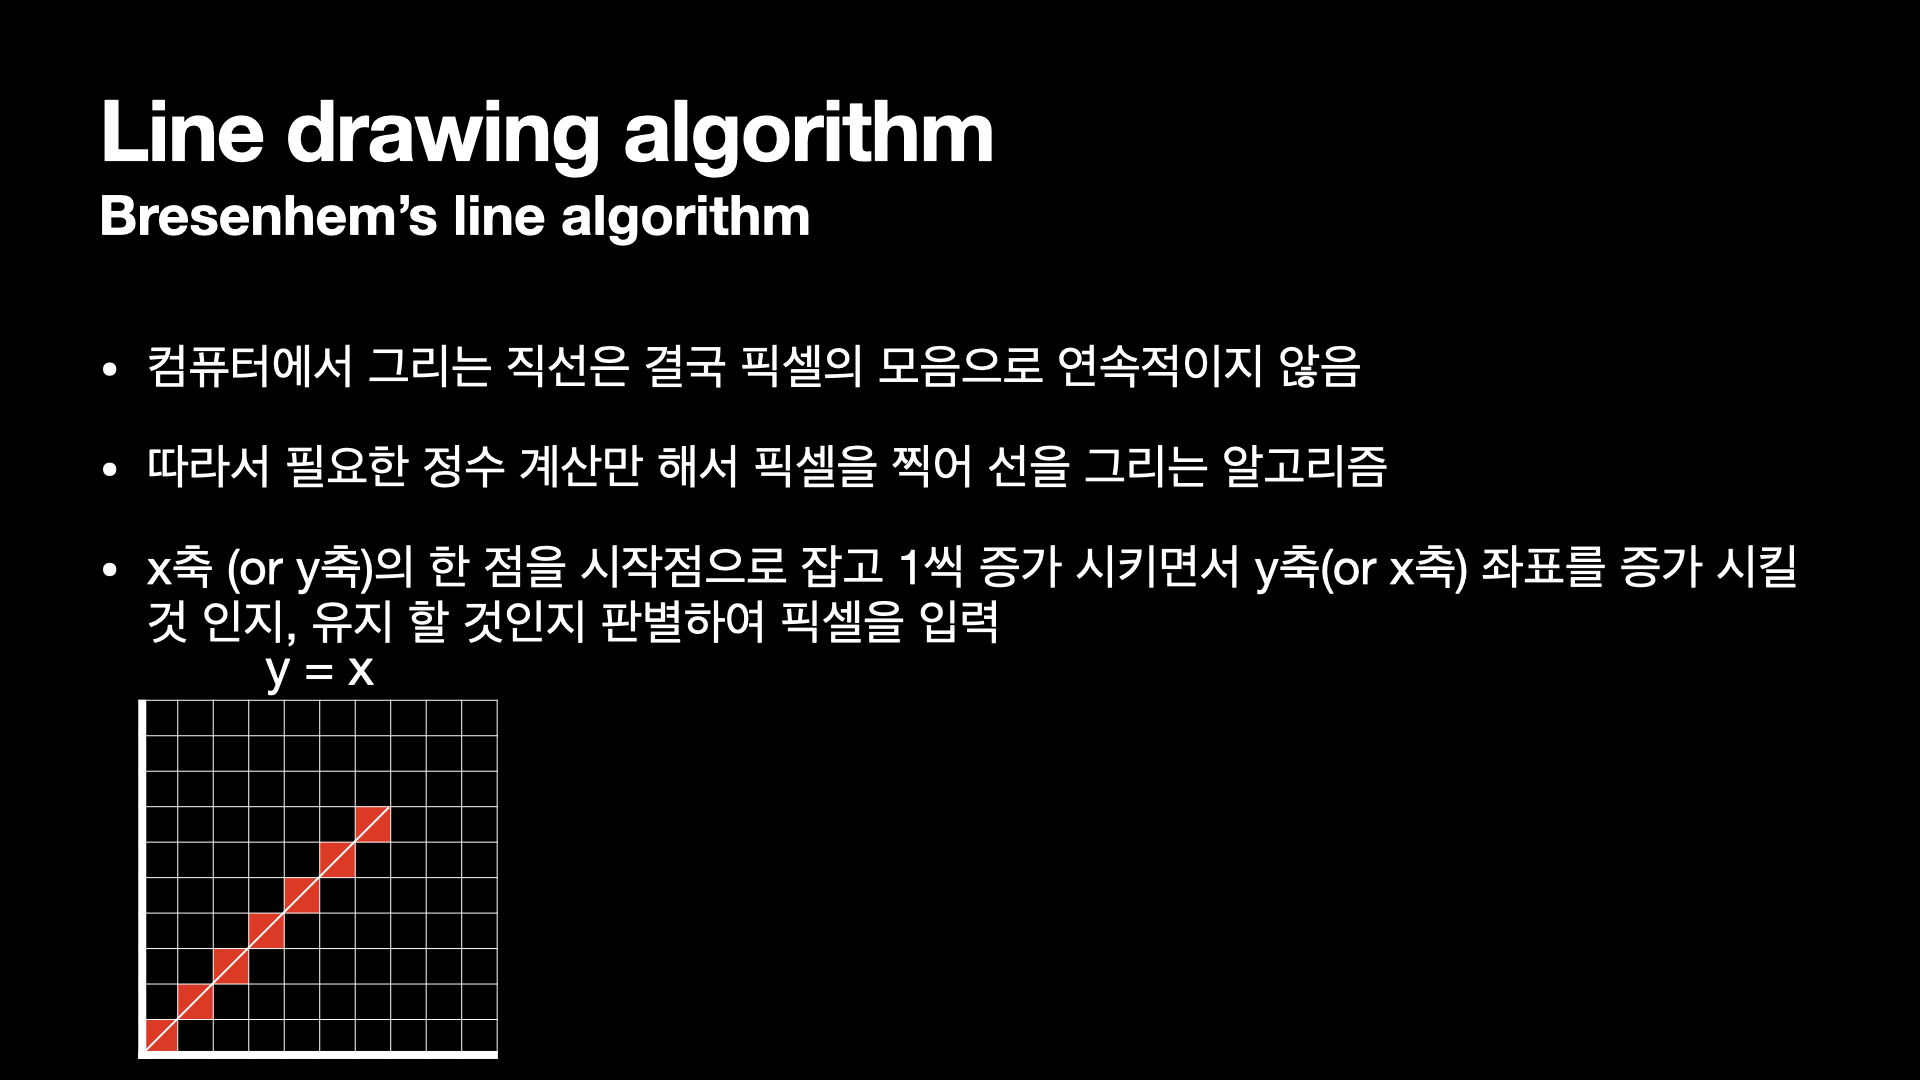 Line drawing algorithm
Bresenhem’s line algorithm
• 컴퓨터에서 그리는 직선은 결국 픽셀의 모음으로 연속적이지 않음
• 따라서 필요한 정수 계산만 해서 픽셀을 찍어 선을 그리는 알고리즘
• x축 (or y축)의 한 점을 시작점으로 잡고 1씩 증가 시키면서 y축(or x축) 좌표를 증가 시킬
것 인지, 유지 할 것인지 판별하여 픽셀을 입력
y = x